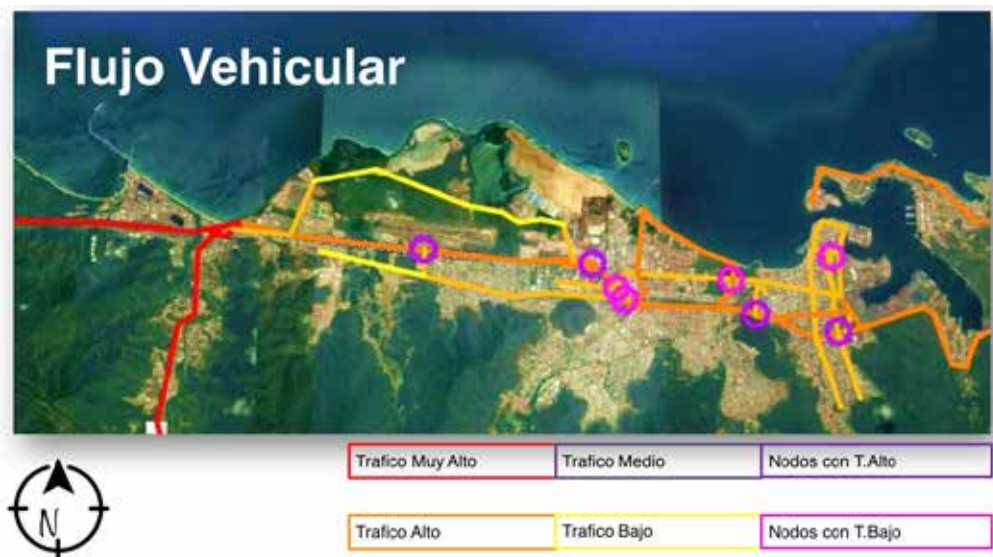 Flujo Vehicular
Trafico Muy Alto
Trafico Medio
Nodos con T.Alto
Trafico Alto
Trafico Bajo
Nodos con T.Bajo
N